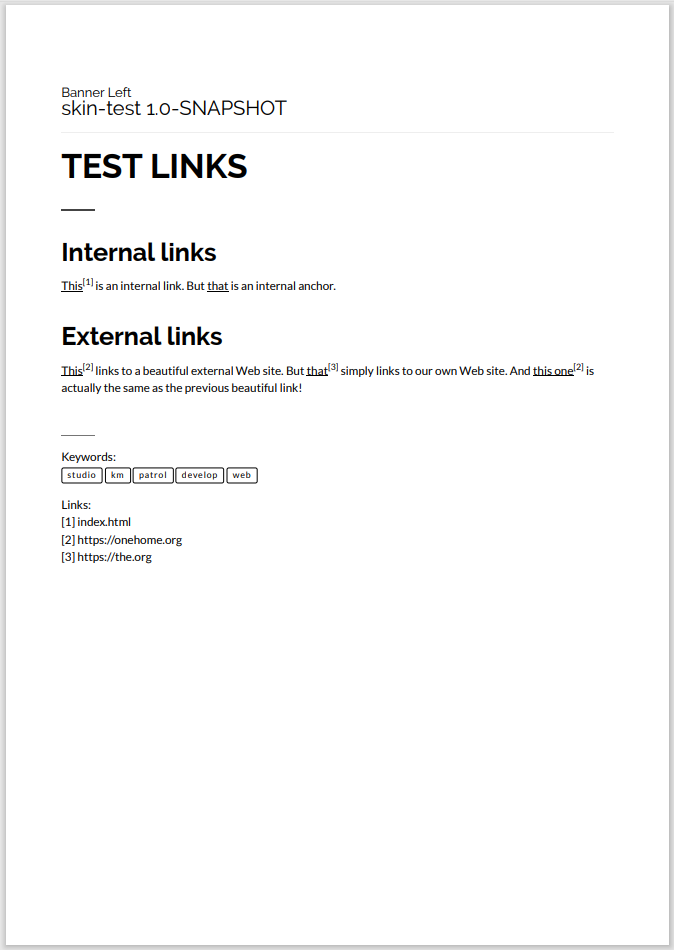 Banner Left
skin-test 1.0-SNAPSHOT
TEST LINKS
Internal links
This[1] is an internal link. But that is an internal anchor.
External links
This[2] links to a beautiful external Web site. But that[3] simply links to our own Web site. And this one[2] is
actually the same as the previous beautiful link!
Keywords:
studio km patrol develop web
Links:
[1] index.html
[2] https://onehome.org
[3] https://the.org